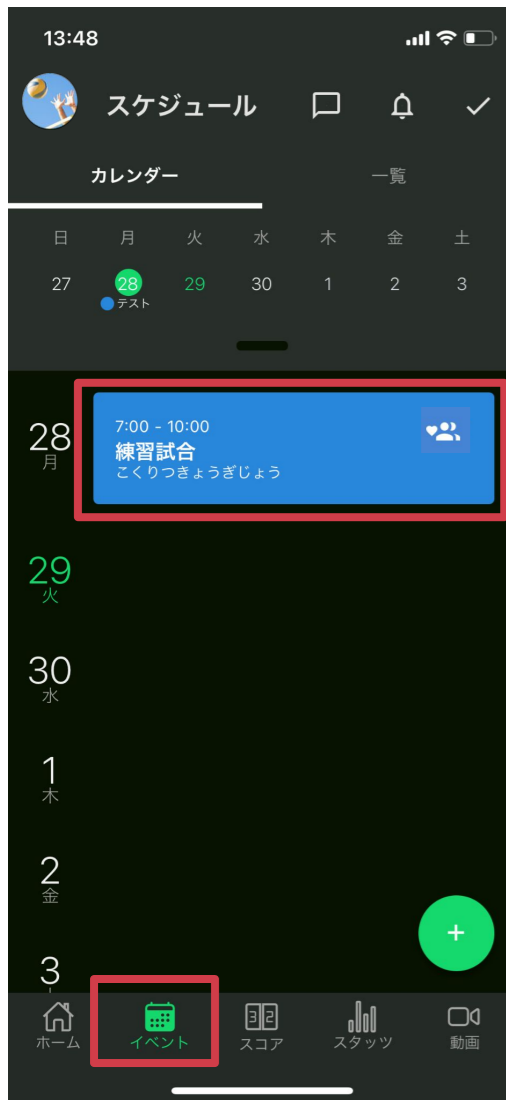 13:48
スケジュール
カレンダー 一覧
日 月 火 水 木 金 土
27 28 29 30 1 2 3
テスト
28
月
7:00 - 10:00
練習試合
こくりつきょうぎじょう
29
火
30
水
1
木
2
金
3
ホーム イベント スコア スタッツ 動画